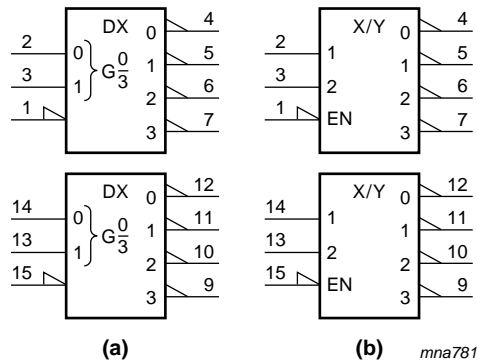 DX X/Y
2 0 0 4 2 1 0 4
G 0/3 1 5 1 5
3 1 2 6 3 2 2 6
1 3 7 1 EN 3 7
DX X/Y
14 0 0 12 14 1 0 12
G 0/3 1 11 1 11
13 1 2 10 13 2 2 10
15 3 9 15 EN 3 9
(a) (b) mna781